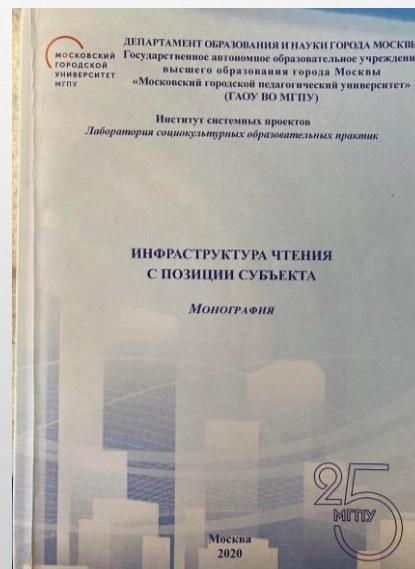 МОСКОВСКИЙ
ГОРОДСКОЙ
УНИВЕРСИТЕТ
МГПУ
ДЕПАРТАМЕНТ ОБРАЗОВАНИЯ И НАУКИ ГОРОДА МОСКВЫ
Государственное автономное образовательное учреждени
высшего образования города Москвы
«Московский городской педагогический университет»
(ГАОУ ВО МГПУ)
Институт системных проектов
Лаборатория социокультурных образовательных практик
ИНФРАСТРУКТУРА ЧТЕНИЯ
С ПОЗИЦИИ СУБЪЕКТА
МОНОГРАФИЯ
25
МГПУ
Москва
2020